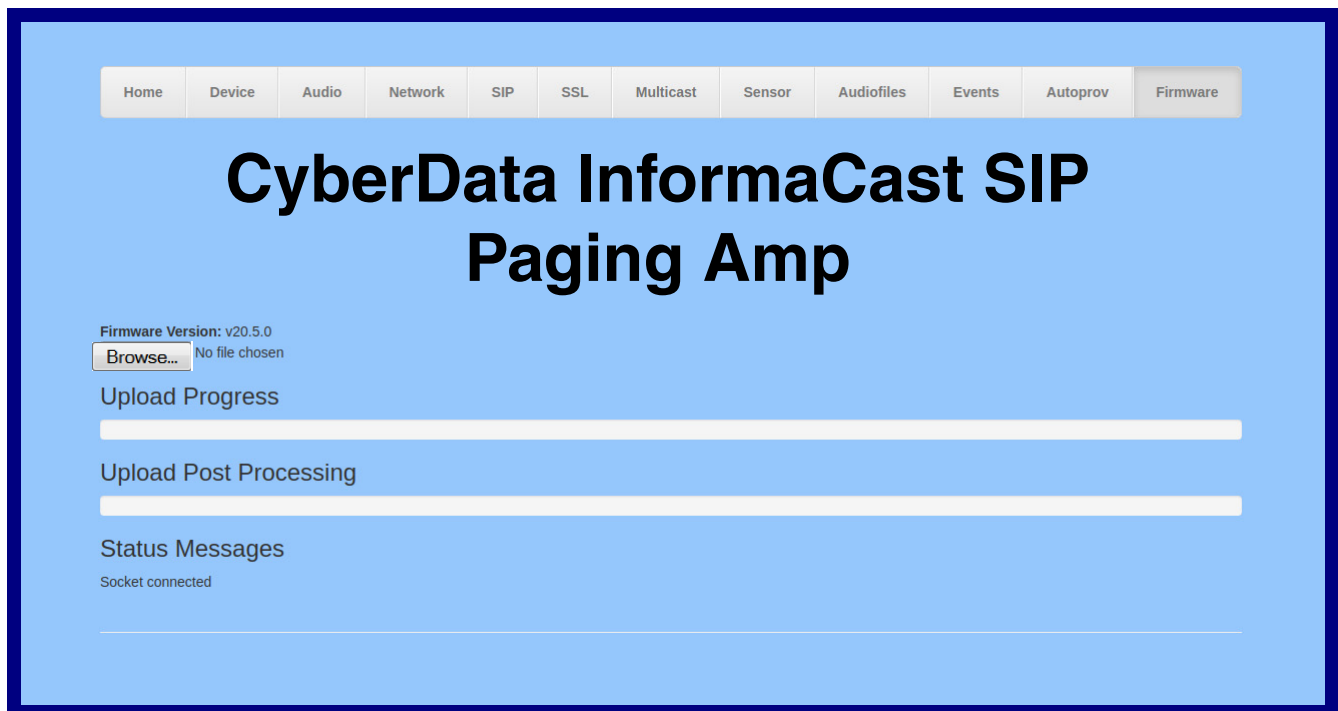 Home Device Audio Network SIP SSL Multicast Sensor Audiofiles Events Autoprov Firmware
CyberData InformaCast SIP
Paging Amp
Firmware Version: v20.5.0
Browse... No file chosen
Upload Progress
Upload Post Processing
Status Messages
Socket connected